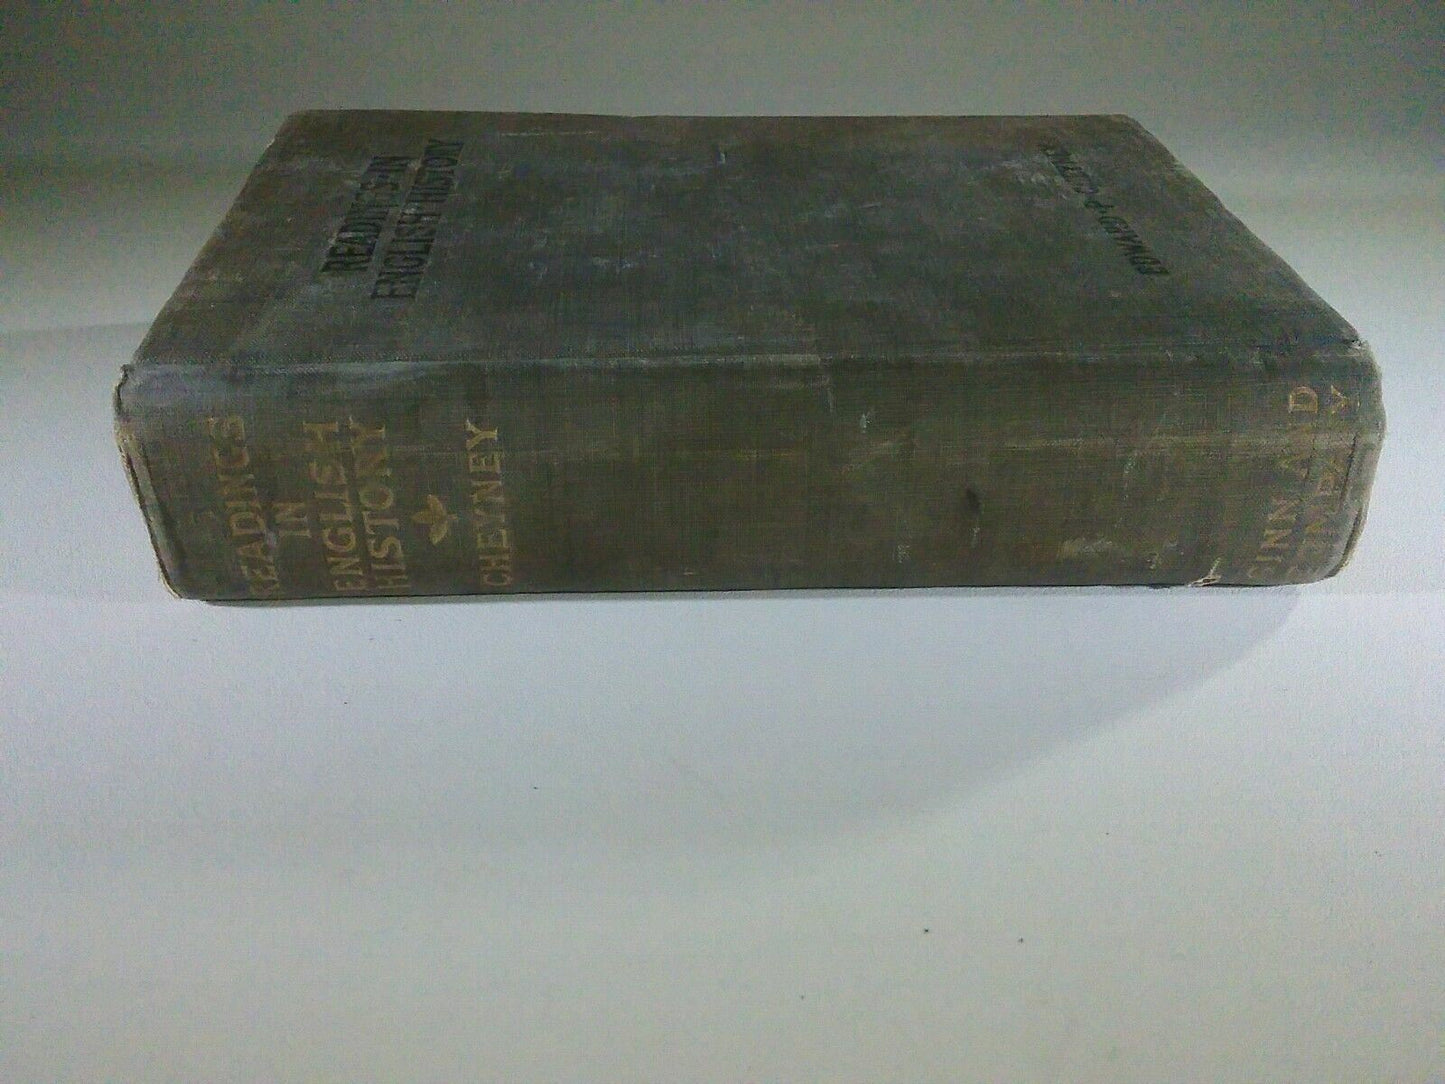 READINGS·IN
ENGLISH·HISTORY
EDWARD·P·CHEYNEY
READINGS
IN
ENGLISH
HISTORY
CHEYNEY
GINN AND
COMPANY